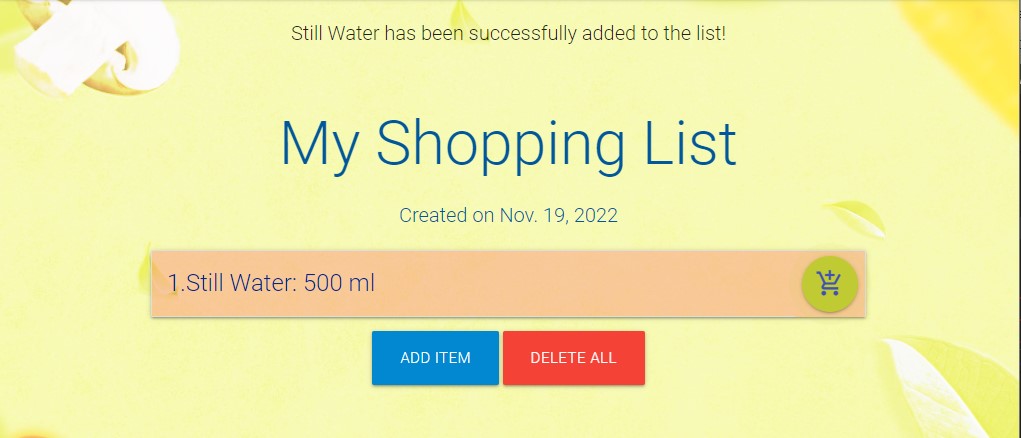 Still Water has been successfully added to the list!
My Shopping List
Created on Nov. 19, 2022
1.Still Water: 500 ml
ADD ITEM DELETE ALL